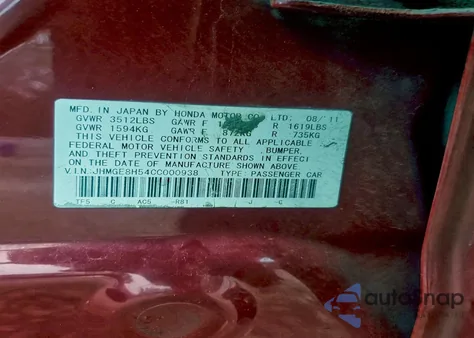 MFD. IN JAPAN BY HONDA MOTOR CO., LTD. 08/11
GVWR 3512LBS GAWR F R 1619LBS
GVWR 1594KG GAWR F 872KG R 735KG
THIS VEHICLE CONFORMS TO ALL APPLICABLE
FEDERAL MOTOR VEHICLE SAFETY, BUMPER,
AND THEFT PREVENTION STANDARDS IN EFFECT
ON THE DATE OF MANUFACTURE SHOWN ABOVE.
V.I.N.:JHMGE8H54CC000938 TYPE: PASSENGER CAR
TF5 C AC5 R81 J C
autosnap